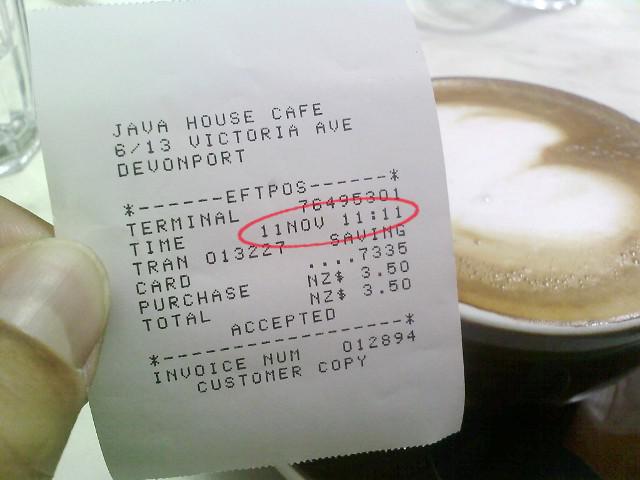 JAVA HOUSE CAFE
6/13 VICTORIA AVE
DEVONPORT
*------EFTPOS------*
TERMINAL 76495301
TIME 11NOV 11:11
TRAN 013227 SAVING
CARD ....7335
PURCHASE NZ$ 3.50
TOTAL NZ$ 3.50
ACCEPTED
*------------------*
INVOICE NUM 012894
CUSTOMER COPY